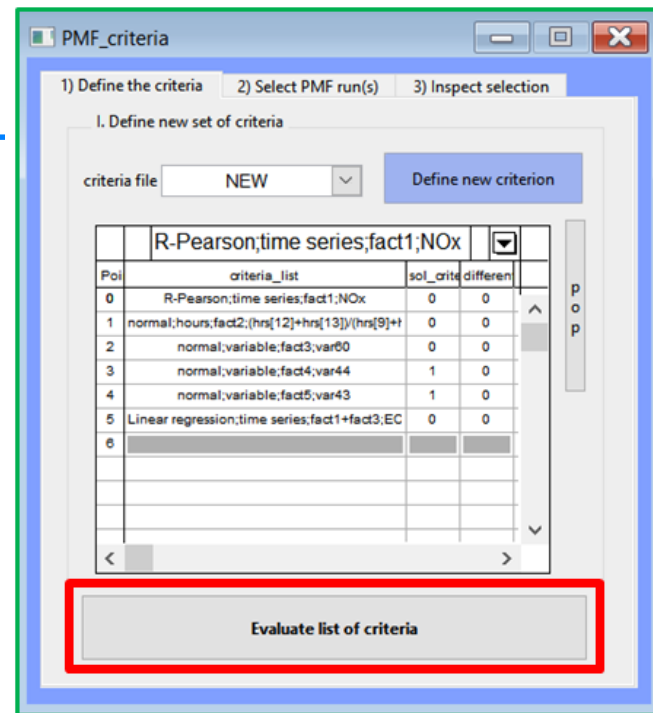 PMF_criteria
1) Define the criteria 2) Select PMF run(s) 3) Inspect selection
I. Define new set of criteria
criteria file NEW Define new criterion
R-Pearson;time series;fact1;NOx
Poi criteria_list sol_crite differen
0 R-Pearson;time series;fact1;NOx 0 0
1 normal;hours;fact2;(hrs[12]+hrs[13])/(hrs[9]+h 0 0
2 normal;variable;fact3;var60 0 0
3 normal;variable;fact4;var44 1 0
4 normal;variable;fact5;var43 1 0
5 Linear regression;time series;fact1+fact3;EC 0 0
6
pop
Evaluate list of criteria